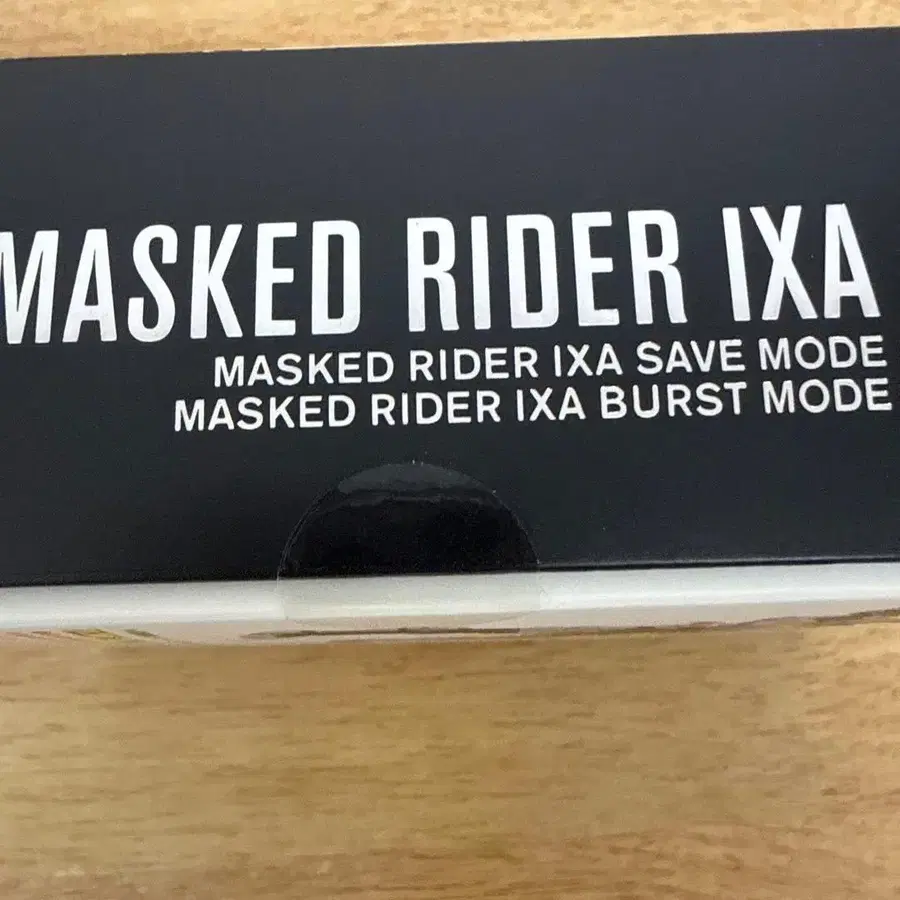 MASKED RIDER IXA
MASKED RIDER IXA SAVE MODE
MASKED RIDER IXA BURST MODE